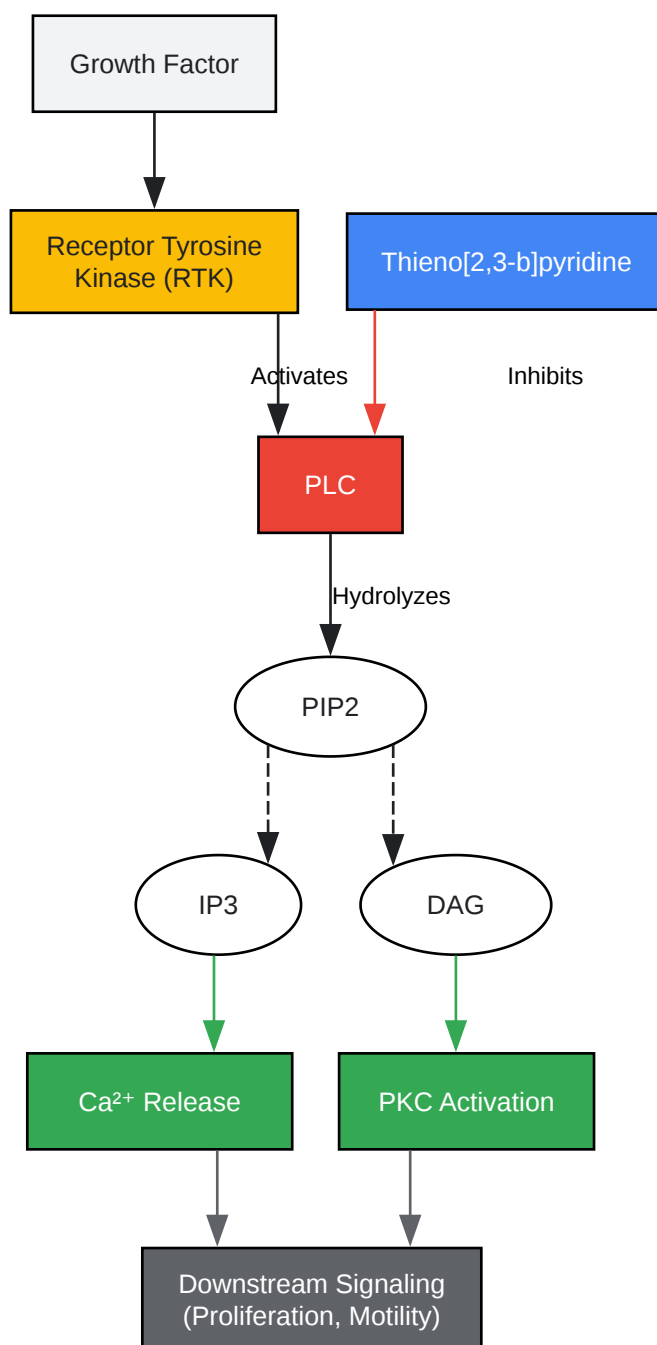 Growth Factor
Receptor Tyrosine
Kinase (RTK)
Thieno[2,3-b]pyridine
Activates
Inhibits
PLC
Hydrolyzes
PIP2
IP3
DAG
Ca²⁺ Release
PKC Activation
Downstream Signaling
(Proliferation, Motility)